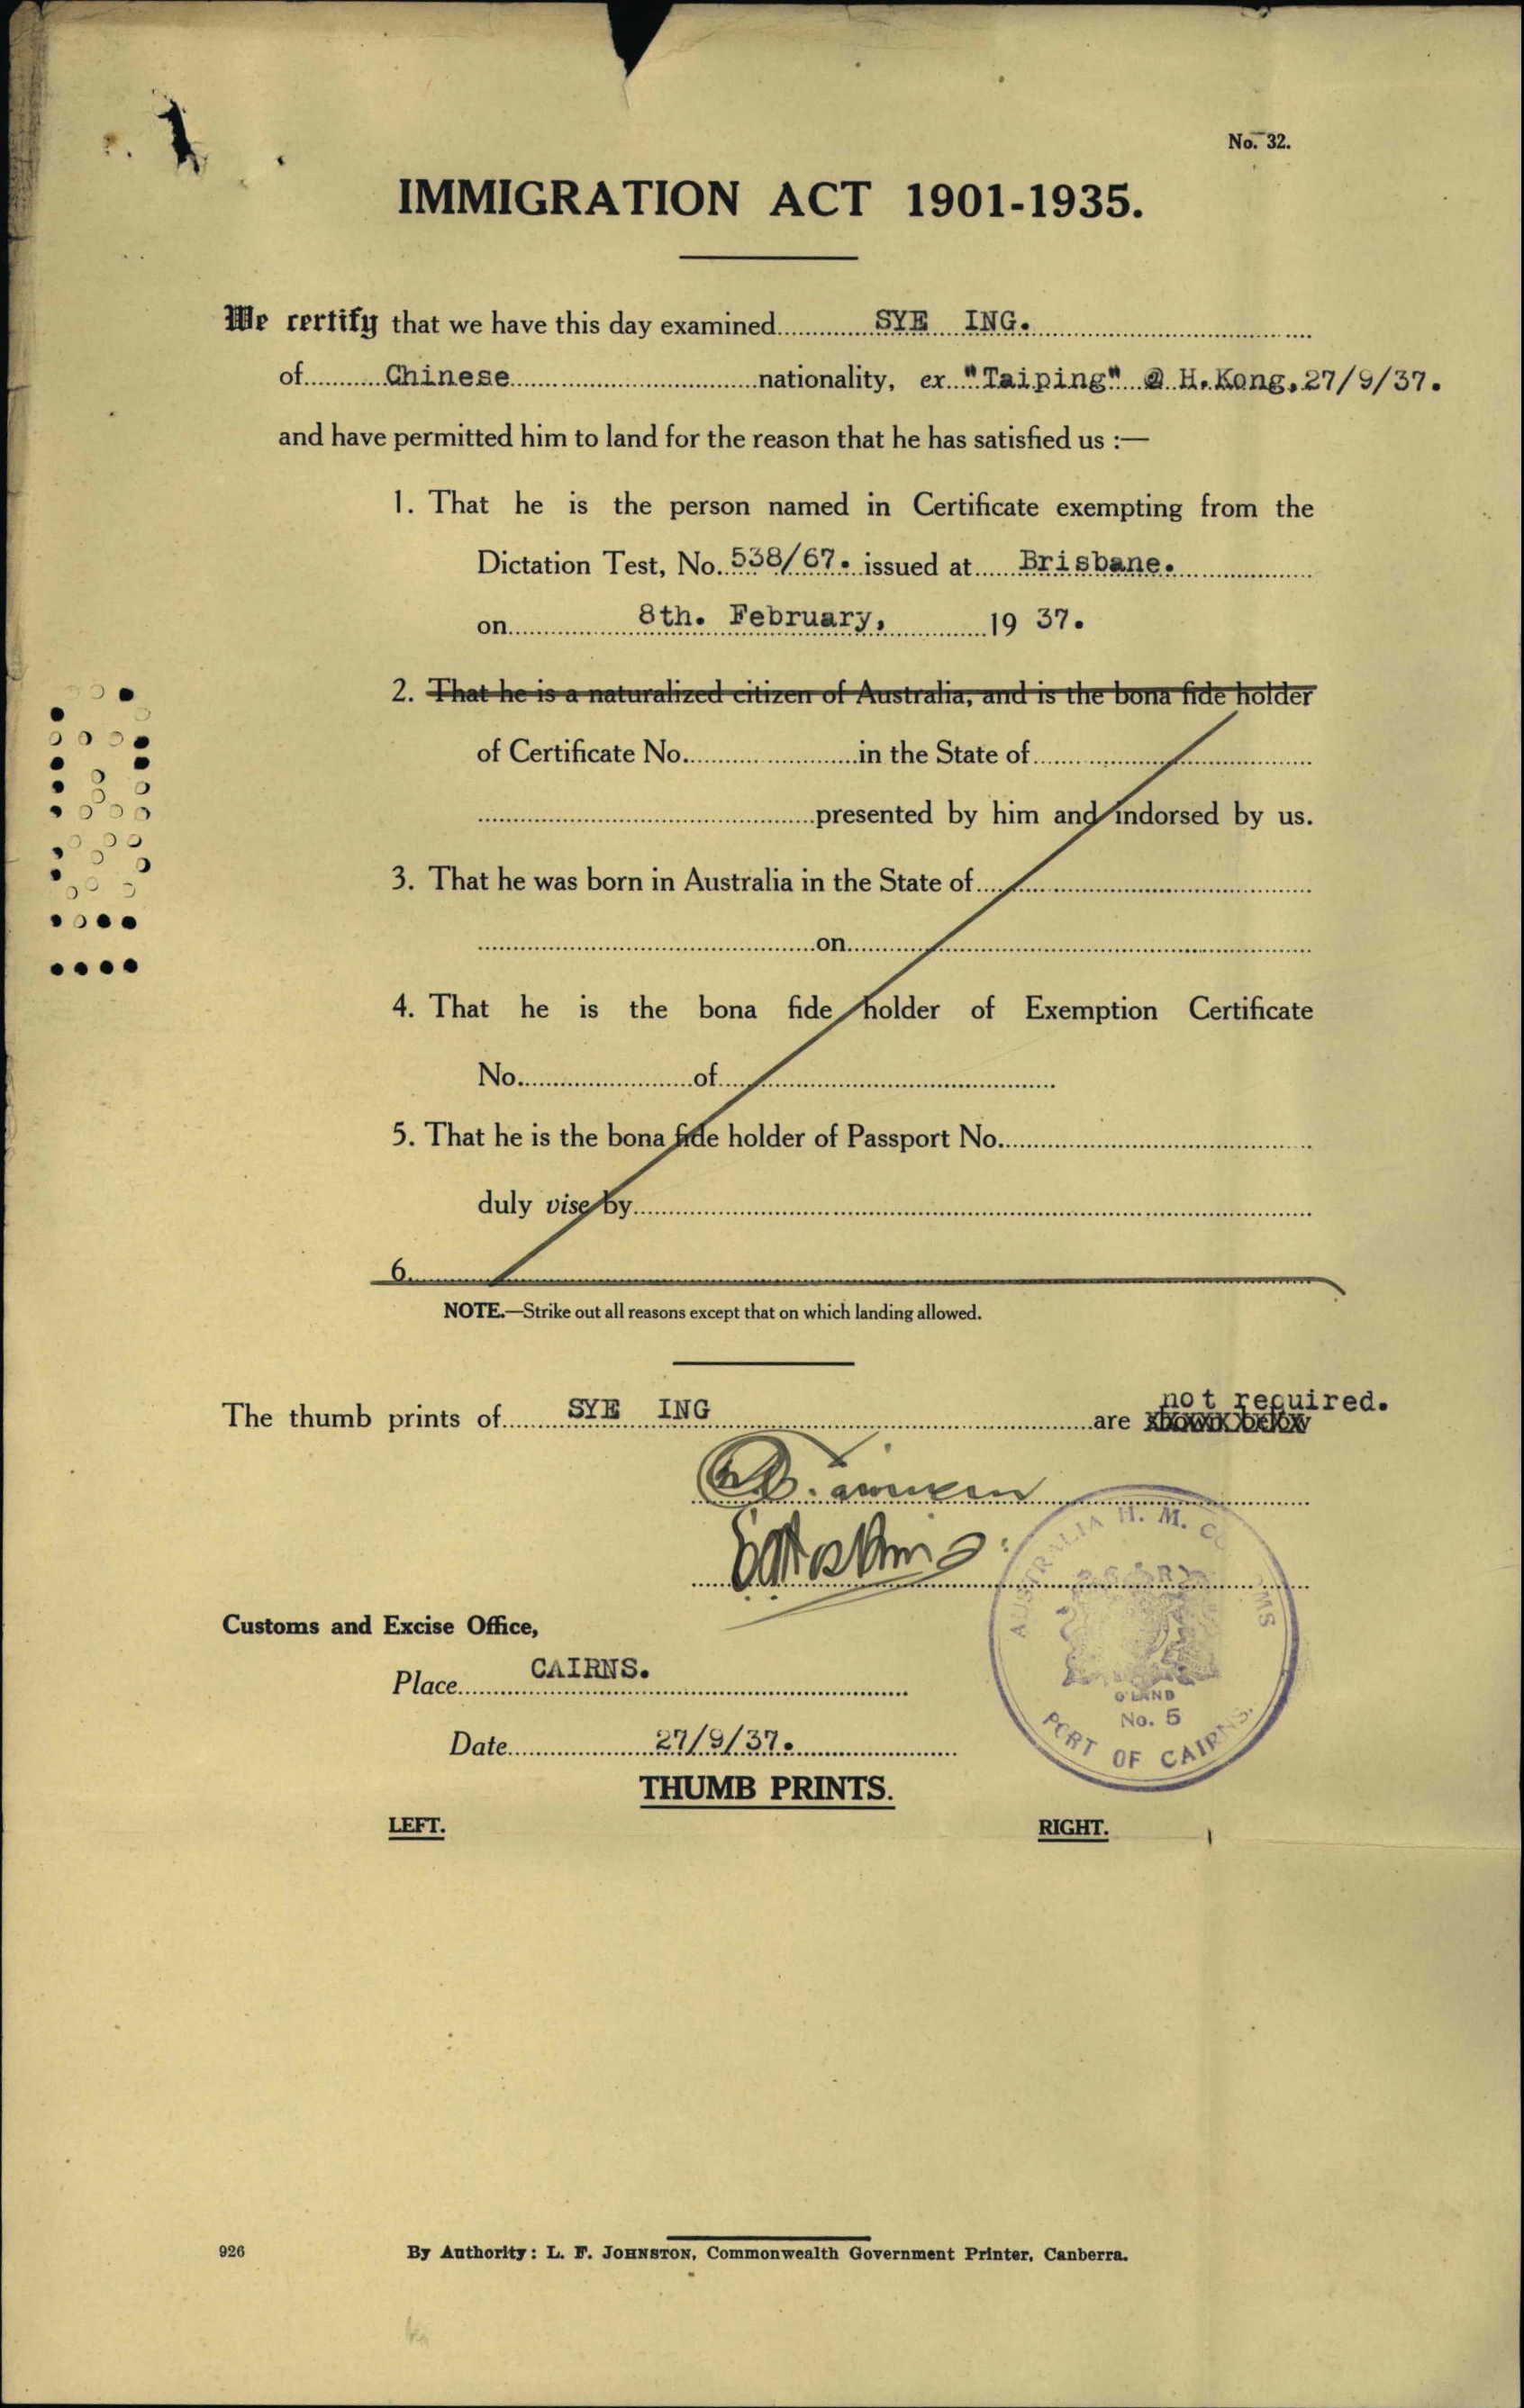 No. 32.
IMMIGRATION ACT 1901-1935.
We certify that we have this day examined SYE ING.
of Chinese nationality, ex "Taiping" @ H. Kong, 27/9/37.
and have permitted him to land for the reason that he has satisfied us :—
1. That he is the person named in Certificate exempting from the
Dictation Test, No. 538/67. issued at Brisbane.
on 8th. February, 19 37.
2. That he is a naturalized citizen of Australia, and is the bona fide holder
of Certificate No. in the State of
presented by him and indorsed by us.
3. That he was born in Australia in the State of
on
4. That he is the bona fide holder of Exemption Certificate
No. of
5. That he is the bona fide holder of Passport No.
duly vise by
6.
NOTE.—Strike out all reasons except that on which landing allowed.
not required.
The thumb prints of SYE ING are shown below
AUSTRALIA H. M. C MS
Customs and Excise Office,
Place CAIRNS.
Q'LAND
No. 5
PORT OF CAIRNS.
Date 27/9/37.
THUMB PRINTS.
LEFT. RIGHT.
926 By Authority: L. F. JOHNSTON, Commonwealth Government Printer, Canberra.